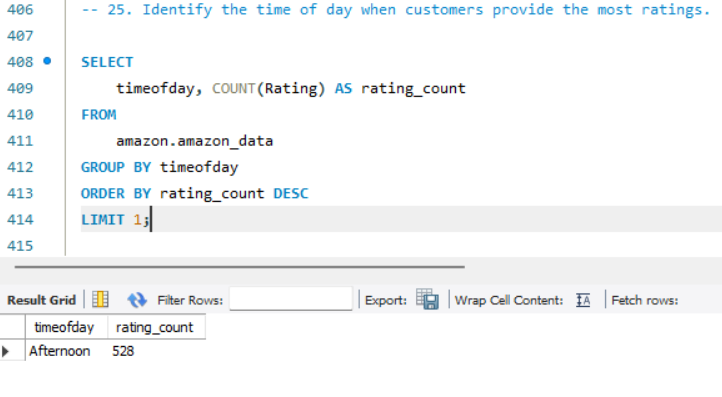 406 -- 25. Identify the time of day when customers provide the most ratings.
407
408 SELECT
409 timeofday, COUNT(Rating) AS rating_count
410 FROM
411 amazon.amazon_data
412 GROUP BY timeofday
413 ORDER BY rating_count DESC
414 LIMIT 1;
415
Result Grid Filter Rows: Export: Wrap Cell Content: IA Fetch rows:
timeofday rating_count
Afternoon 528